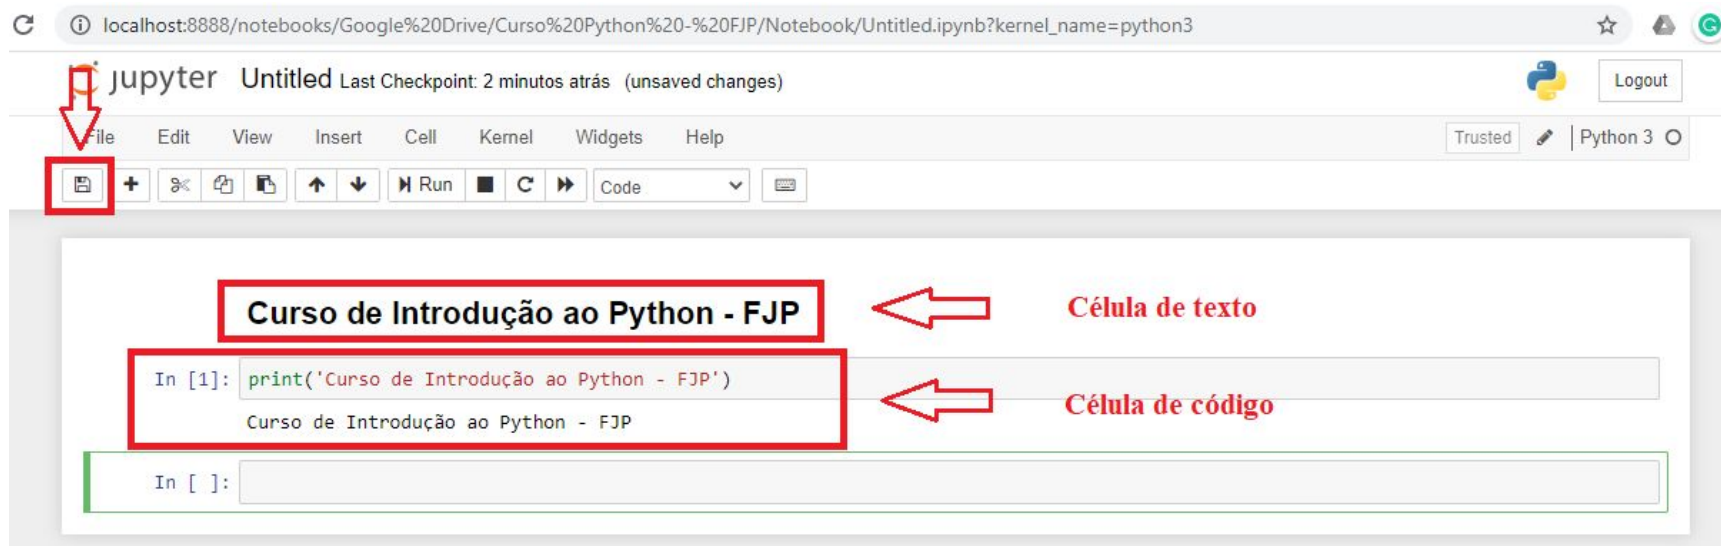 localhost:8888/notebooks/Google%20Drive/Curso%20Python%20-%20FJP/Notebook/Untitled.ipynb?kernel_name=python3
jupyter Untitled Last Checkpoint: 2 minutos atrás (unsaved changes) Logout
File Edit View Insert Cell Kernel Widgets Help Trusted Python 3
Run Code
Curso de Introdução ao Python - FJP Célula de texto
In [1]: print('Curso de Introdução ao Python - FJP')
Célula de código
Curso de Introdução ao Python - FJP
In [ ]: